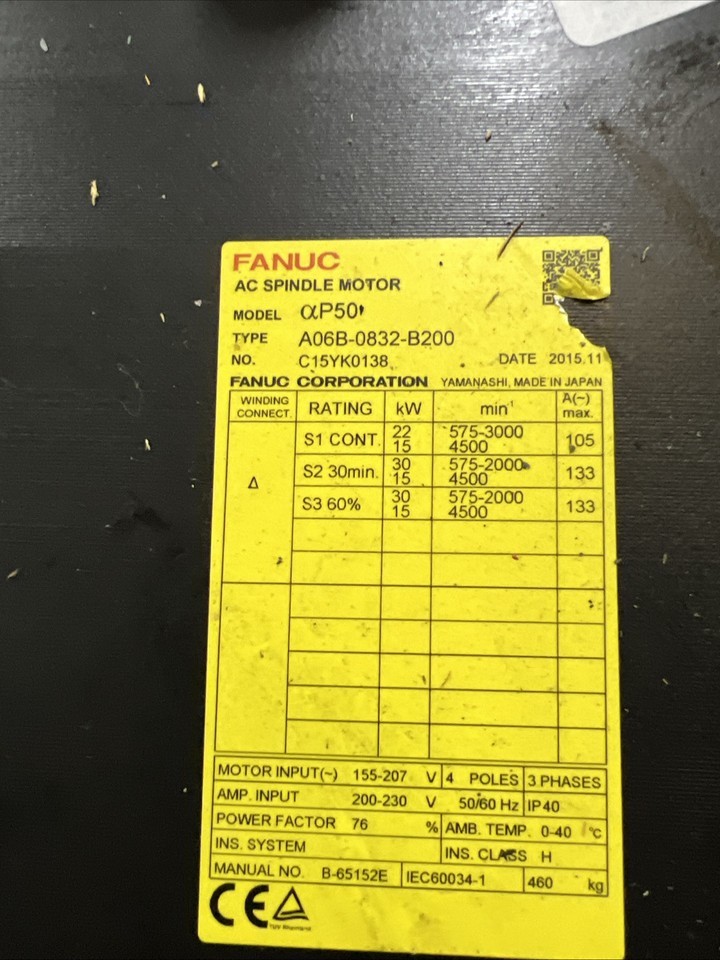 FANUC
AC SPINDLE MOTOR
MODEL αP50
TYPE A06B-0832-B200
NO. C15YK0138 DATE 2015.11
FANUC CORPORATION YAMANASHI, MADE IN JAPAN
WINDING CONNECT. RATING kW min⁻¹ A(~) max.
Δ
S1 CONT. 22 575-3000 105
15 4500
S2 30min. 30 575-2000 133
15 4500
S3 60% 30 575-2000 133
15 4500
MOTOR INPUT(~) 155-207 V 4 POLES 3 PHASES
AMP. INPUT 200-230 V 50/60 Hz IP40
POWER FACTOR 76 % AMB. TEMP. 0-40 °C
INS. SYSTEM INS. CLASS H
MANUAL NO. B-65152E IEC60034-1 460 kg
CE
TÜV Rheinland